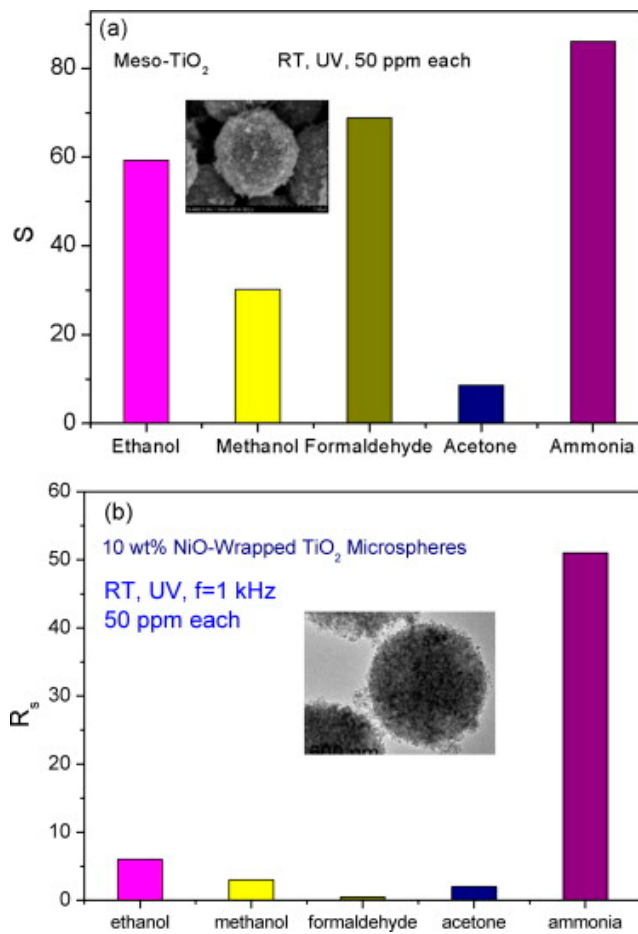 (a)
Meso-TiO₂ RT, UV, 50 ppm each
80
60
40
20
0
S
Ethanol Methanol Formaldehyde Acetone Ammonia
(b)
10 wt% NiO-Wrapped TiO₂ Microspheres
RT, UV, f=1 kHz
50 ppm each
60
50
40
30
20
10
0
Rₛ
ethanol methanol formaldehyde acetone ammonia